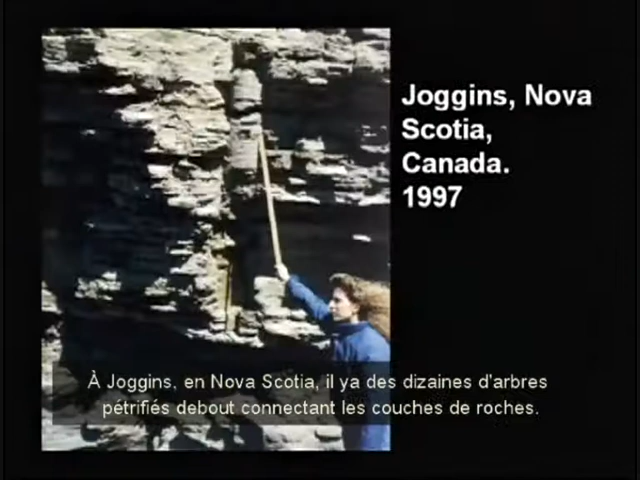 Joggins, Nova
Scotia,
Canada.
1997
À Joggins, en Nova Scotia, il ya des dizaines d'arbres
pétrifiés debout connectant les couches de roches.